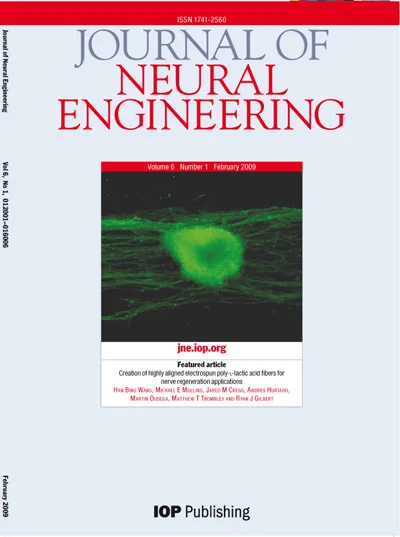 ISSN 1741-2560
JOURNAL OF
NEURAL
ENGINEERING
Volume 6 Number 1 February 2009
jne.iop.org
Featured article
Creation of highly aligned electrospun poly-L-lactic acid fibers for
nerve regeneration applications
HAN BING WANG, MICHAEL E MULLINS, JARED M CREGG, ANDRES HURTADO,
MARTIN OUDEGA, MATTHEW T TROMBLEY AND RYAN J GILBERT
IOP Publishing
Journal of Neural Engineering
Vol 6, No 1, 012001–016006
February 2009